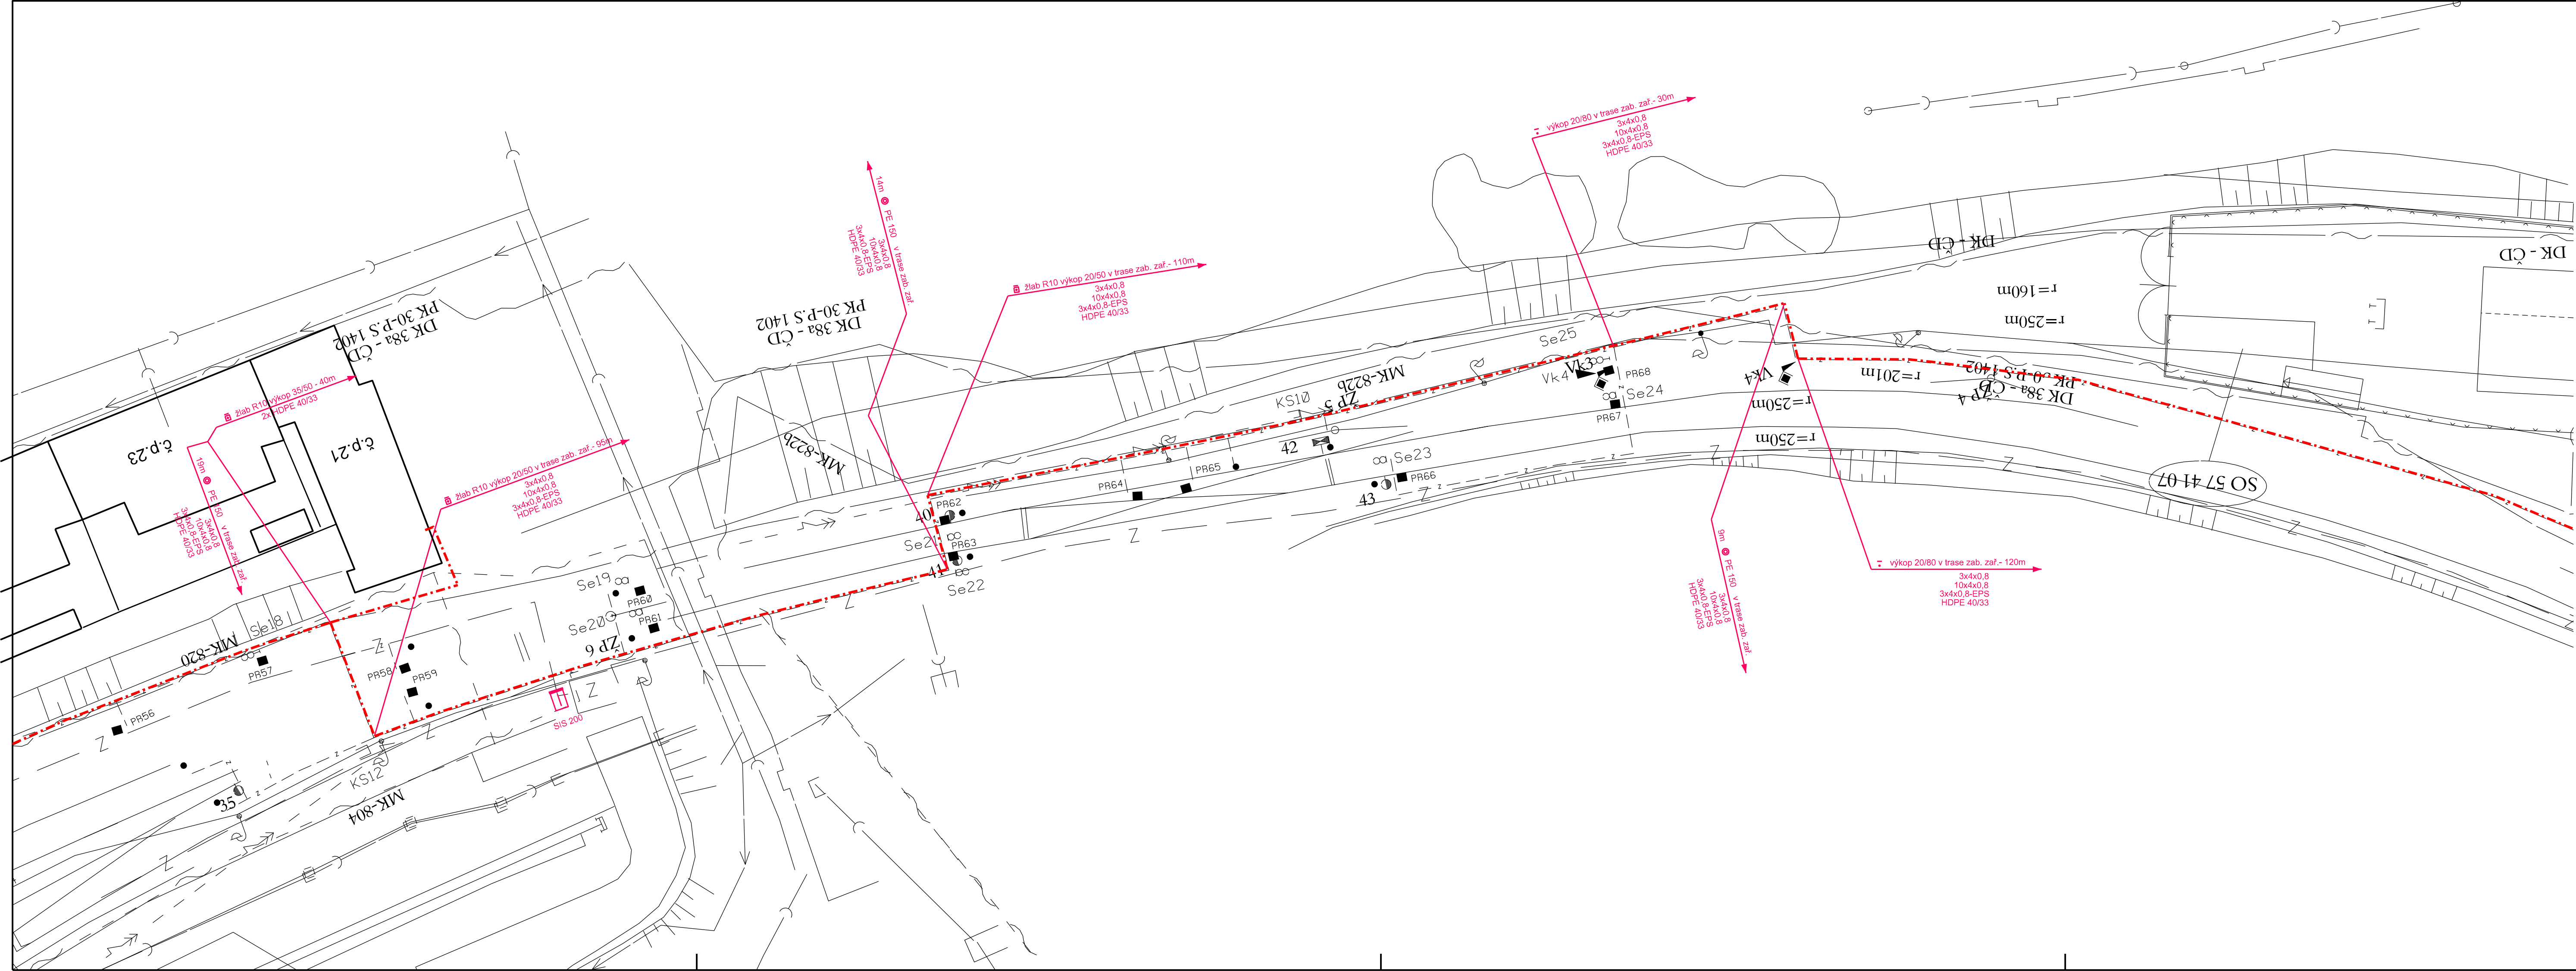 výkop 20/80 v trase zab. zař.- 30m
3x4x0,8
10x4x0,8
3x4x0,8-EPS
HDPE 40/33
14m PE 150 v trase zab. zař.
3x4x0,8
10x4x0,8
3x4x0,8-EPS
HDPE 40/33
žlab R10 výkop 20/50 v trase zab. zař.- 110m
3x4x0,8
10x4x0,8
3x4x0,8-EPS
HDPE 40/33
DK - ČD
DK - ČD
r=160m
r=250m
DK 38a - ČD
PK 30-P.S 1402
DK 38a - ČD
PK 30-P.S 1402
č.p.23
č.p.21
žlab R10 výkop 35/50 - 40m
2x HDPE 40/33
19m PE 150 v trase zab. zař.
3x4x0,8
10x4x0,8
3x4x0,8-EPS
HDPE 40/33
žlab R10 výkop 20/50 v trase zab. zař.- 95m
3x4x0,8
10x4x0,8
3x4x0,8-EPS
HDPE 40/33
MK-822b
MK-822b
KS10
ŽP 5
Se25
Vk4
Vk3
PR68
Se24
PR67
Vk4
r=201m
r=250m
r=250m
DK 38a - ČD
PK 30-P.S 1402
ŽP 4
SO 57 41 07
42
PR65
PR64
Se23
PR66
43
40
PR62
Se21
PR63
41
Se22
Se19
PR60
Se20
PR61
ŽP 6
Se18
MK-820
PR57
PR58
PR59
PR56
SIS 200
KS12
MK-804
35
9m PE 150 v trase zab. zař
3x4x0,8
10x4x0,8
3x4x0,8-EPS
HDPE 40/33
výkop 20/80 v trase zab. zař.- 120m
3x4x0,8
10x4x0,8
3x4x0,8-EPS
HDPE 40/33